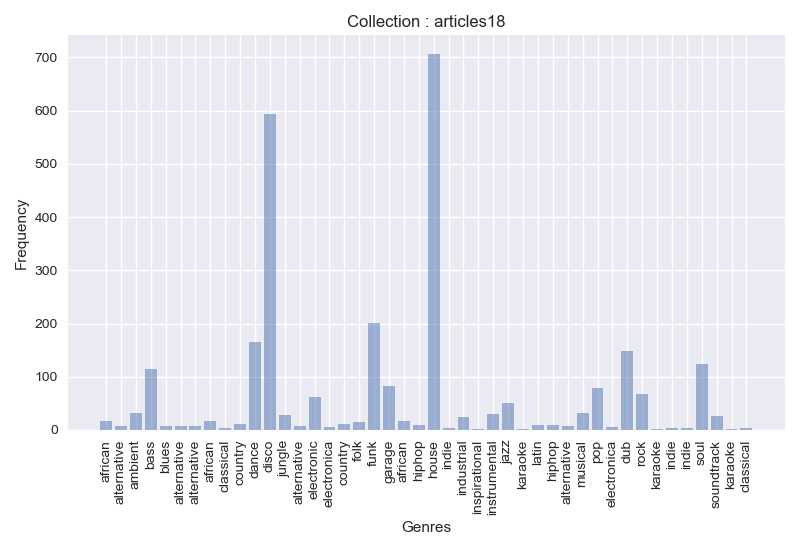 Collection : articles18
700
600
500
400
300
200
100
0
Frequency
african
alternative
ambient
bass
blues
alternative
alternative
african
classical
country
dance
disco
jungle
alternative
electronic
electronica
country
folk
funk
garage
african
hiphop
house
indie
industrial
inspirational
instrumental
jazz
karaoke
latin
hiphop
alternative
musical
pop
electronica
dub
rock
karaoke
indie
indie
soul
soundtrack
karaoke
classical
Genres